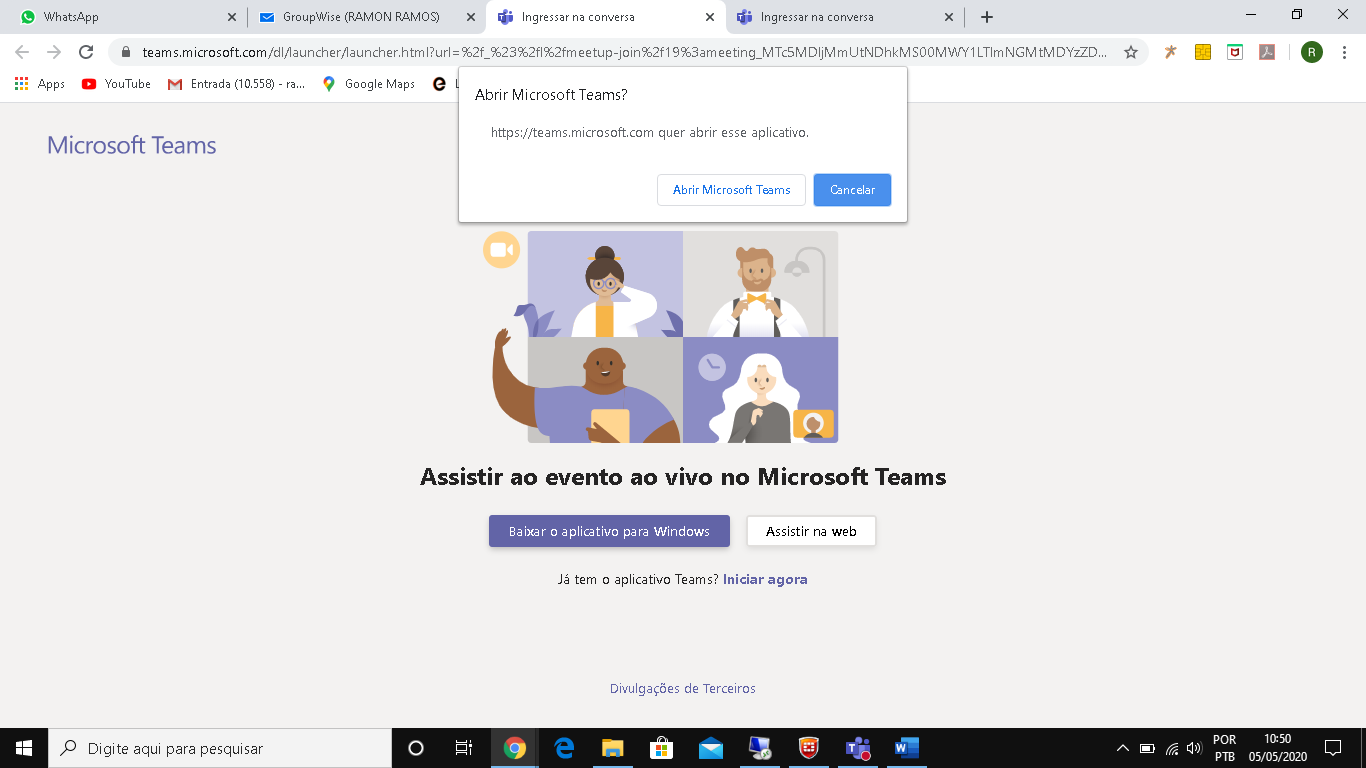 WhatsApp
GroupWise (RAMON RAMOS)
Ingressar na conversa
Ingressar na conversa
teams.microsoft.com/dl/launcher/launcher.html?url=%2f_%23%2fl%2fmeetup-join%2f19%3ameeting_MTc5MDljMmUtNDhkMS00MWY1LTlmNGMtMDYzZD...
R
Apps
YouTube
Entrada (10.558) - ra...
Google Maps
Abrir Microsoft Teams?
https://teams.microsoft.com quer abrir esse aplicativo.
Abrir Microsoft Teams
Cancelar
Microsoft Teams
Assistir ao evento ao vivo no Microsoft Teams
Baixar o aplicativo para Windows
Assistir na web
Já tem o aplicativo Teams? Iniciar agora
Divulgações de Terceiros
Digite aqui para pesquisar
POR
PTB
10:50
05/05/2020